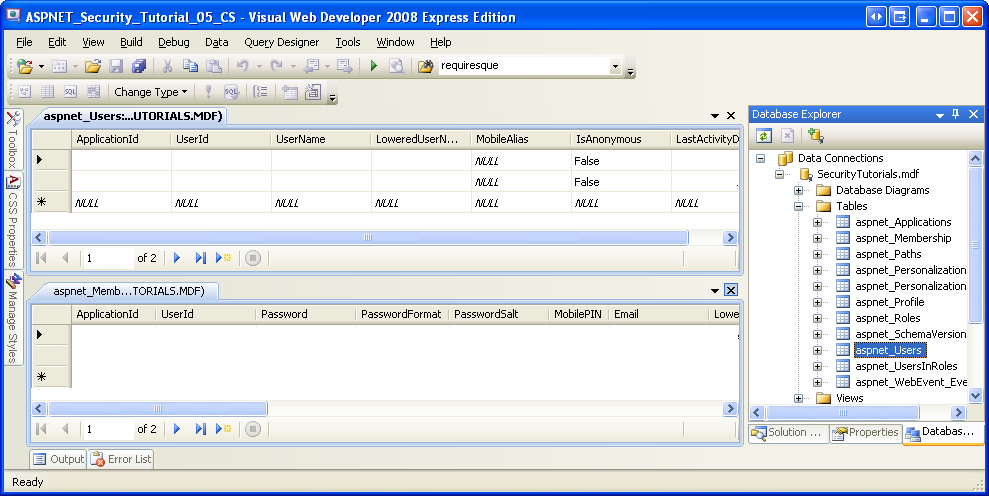 ASPNET_Security_Tutorial_05_CS - Visual Web Developer 2008 Express Edition
File Edit View Build Debug Data Query Designer Tools Window Help
requiresque
SQL Change Type SQL
Toolbox
CSS Properties
Manage Styles
aspnet_Users:...UTORIALS.MDF)
ApplicationId UserId UserName LoweredUserN... MobileAlias IsAnonymous LastActivityD
NULL False
NULL False
NULL NULL NULL NULL NULL NULL NULL
1 of 2
aspnet_Memb...TORIALS.MDF)
ApplicationId UserId Password PasswordFormat PasswordSalt MobilePIN Email Lowe
1 of 2
Database Explorer
Data Connections
SecurityTutorials.mdf
Database Diagrams
Tables
aspnet_Applications
aspnet_Membership
aspnet_Paths
aspnet_Personalization
aspnet_Personalization
aspnet_Profile
aspnet_Roles
aspnet_SchemaVersion
aspnet_Users
aspnet_UsersInRoles
aspnet_WebEvent_Eve
Views
Solution ... Properties Databas...
Output Error List
Ready